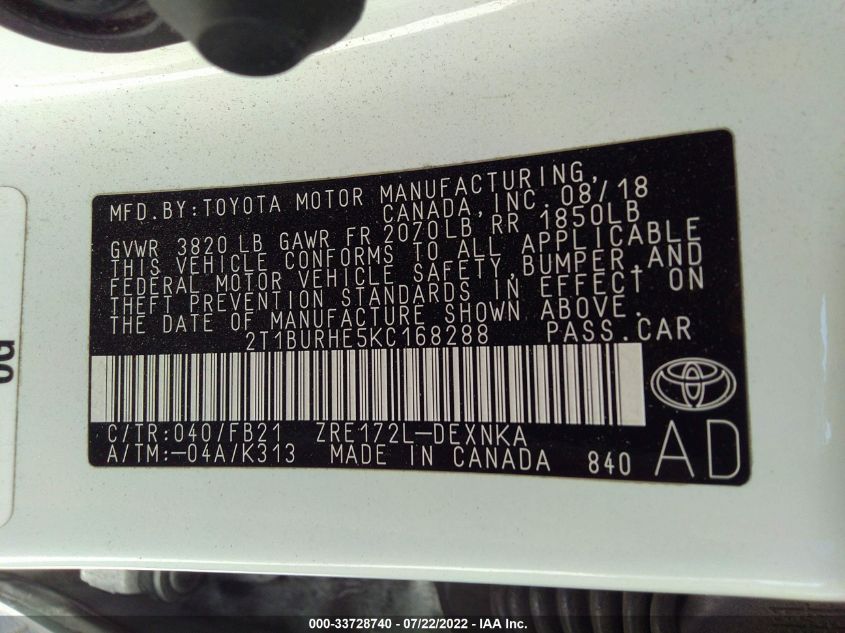 MFD. BY: TOYOTA MOTOR MANUFACTURING,
CANADA, INC. 08/18
GVWR 3820 LB GAWR FR 2070LB RR 1850LB
THIS VEHICLE CONFORMS TO ALL APPLICABLE
FEDERAL MOTOR VEHICLE SAFETY, BUMPER, AND
THEFT PREVENTION STANDARDS IN EFFECT ON
THE DATE OF MANUFACTURE SHOWN ABOVE.
2T1BURHE5KC168288 PASS. CAR
C/TR: 040/FB21 ZRE172L-DEXNKA
A/TM: -04A/K313 MADE IN CANADA 840 AD
000-33728740 - 07/22/2022 - IAA Inc.